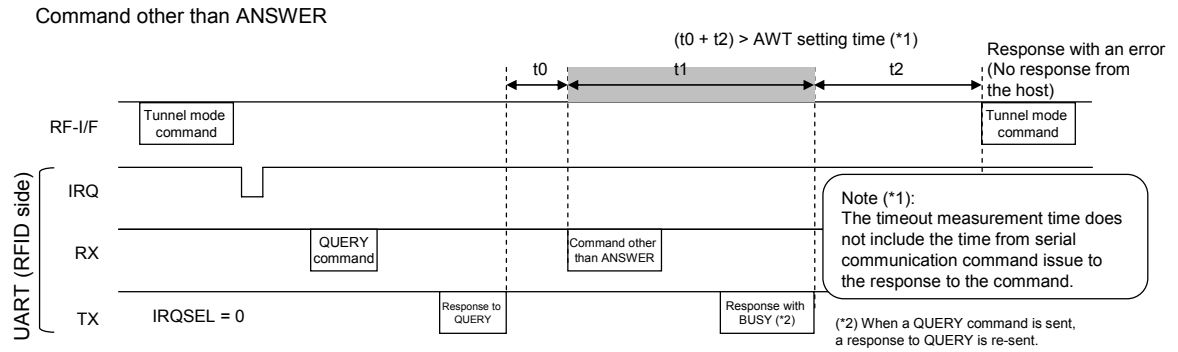 Command other than ANSWER
(t0 + t2) > AWT setting time (*1)
t0
t1
t2
Response with an error
(No response from
the host)
RF-I/F
Tunnel mode
command
Tunnel mode
command
UART (RFID side)
IRQ
RX
QUERY
command
Command other
than ANSWER
Note (*1):
The timeout measurement time does
not include the time from serial
communication command issue to
the response to the command.
TX
IRQSEL = 0
Response to
QUERY
Response with
BUSY (*2)
(*2) When a QUERY command is sent,
a response to QUERY is re-sent.